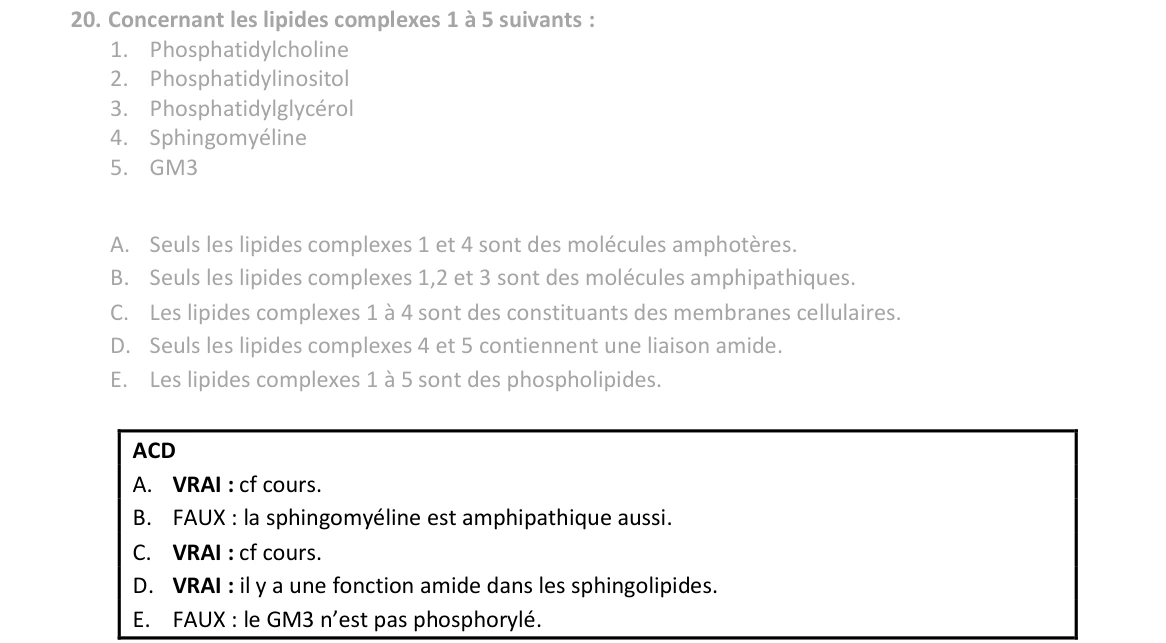 20. Concernant les lipides complexes 1 à 5 suivants :
1. Phosphatidylcholine
2. Phosphatidylinositol
3. Phosphatidylglycérol
4. Sphingomyéline
5. GM3
A. Seuls les lipides complexes 1 et 4 sont des molécules amphotères.
B. Seuls les lipides complexes 1,2 et 3 sont des molécules amphipathiques.
C. Les lipides complexes 1 à 4 sont des constituants des membranes cellulaires.
D. Seuls les lipides complexes 4 et 5 contiennent une liaison amide.
E. Les lipides complexes 1 à 5 sont des phospholipides.
ACD
A. VRAI : cf cours.
B. FAUX : la sphingomyéline est amphipathique aussi.
C. VRAI : cf cours.
D. VRAI : il y a une fonction amide dans les sphingolipides.
E. FAUX : le GM3 n'est pas phosphorylé.